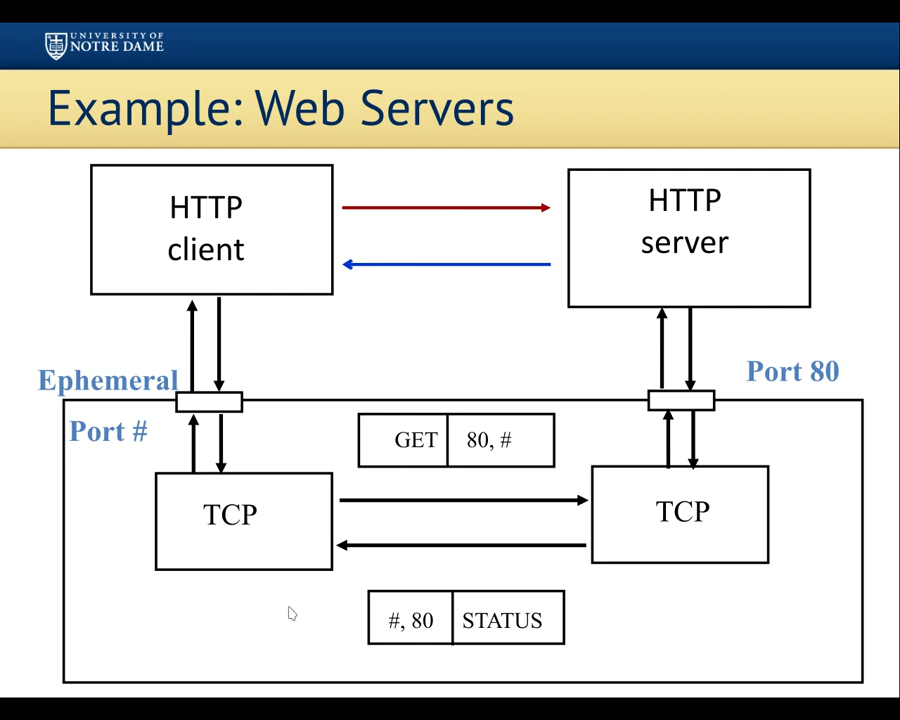 UNIVERSITY OF
NOTRE DAME
Example: Web Servers
HTTP
client
HTTP
server
Ephemeral
Port #
Port 80
GET
80, #
TCP
TCP
#, 80
STATUS